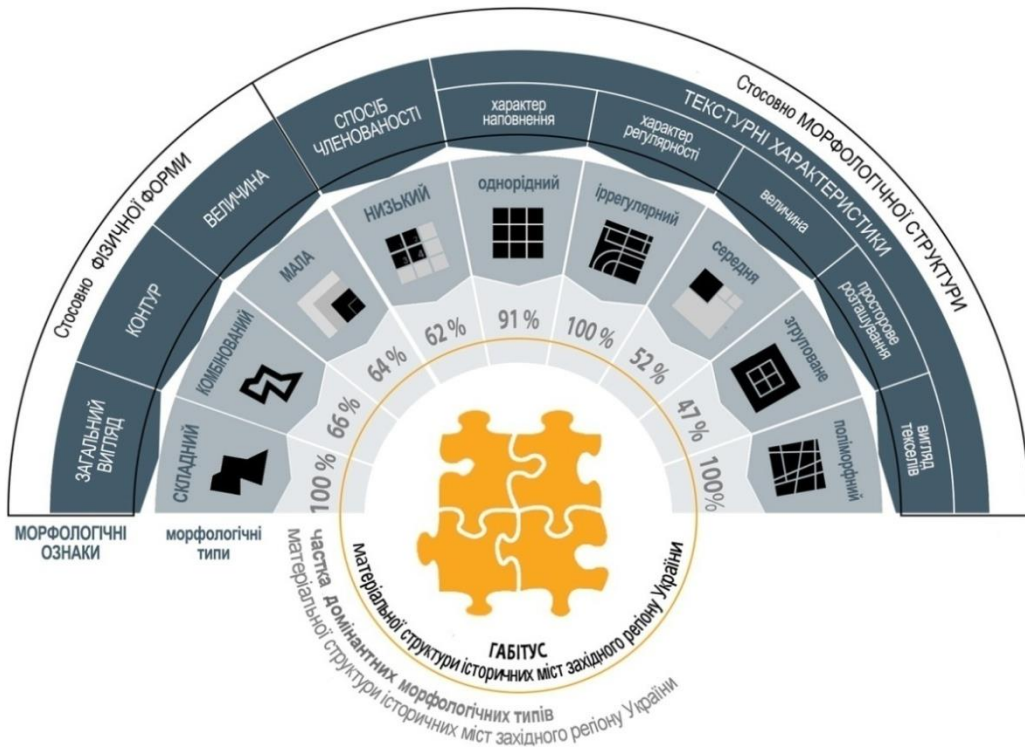 Стосовно ФІЗИЧНОЇ ФОРМИ
Стосовно МОРФОЛОГІЧНОЇ СТРУКТУРИ
ЗАГАЛЬНИЙ
ВИГЛЯД
КОНТУР
ВЕЛИЧИНА
СПОСІБ
ЧЛЕНОВАНОСТІ
ТЕКСТУРНІ ХАРАКТЕРИСТИКИ
характер
наповнення
характер
регулярності
величина
просторове
розташування
вигляд
текселів
СКЛАДНИЙ
КОМБІНОВАНИЙ
МАЛА
НИЗЬКИЙ
однорідний
іррегулярний
середня
згруповане
поліморфний
100 %
66 %
64 %
62 %
91 %
100 %
52 %
47 %
100%
МОРФОЛОГІЧНІ
ОЗНАКИ
морфологічні
типи
ГАБІТУС
матеріальної структури історичних міст західного регіону України
частка домінантних морфологічних типів
матеріальної структури історичних міст західного регіону України